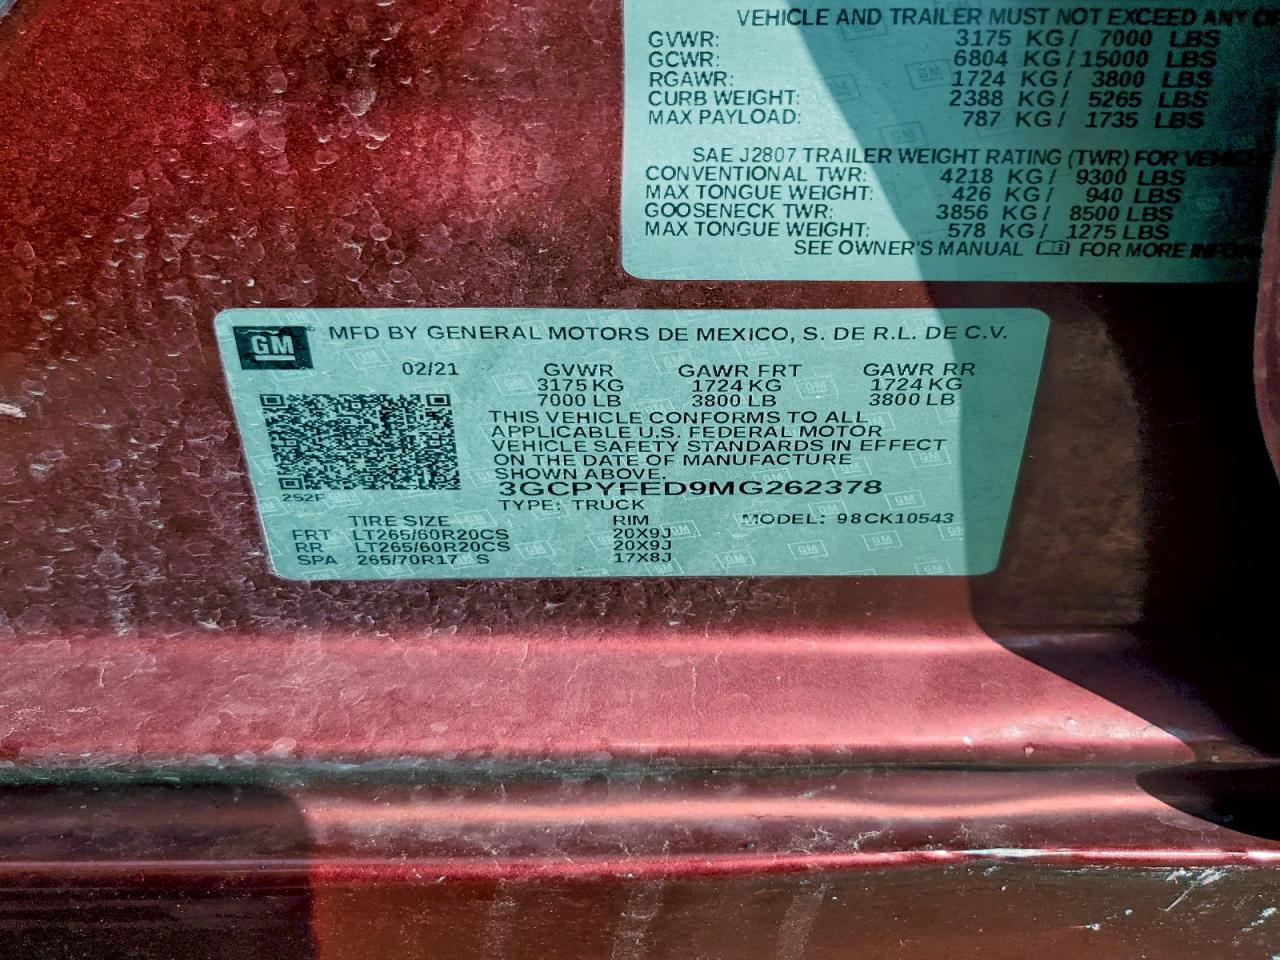 VEHICLE AND TRAILER MUST NOT EXCEED ANY
GVWR: 3175 KG / 7000 LBS
GCWR: 6804 KG / 15000 LBS
RGAWR: 1724 KG / 3800 LBS
CURB WEIGHT: 2388 KG / 5265 LBS
MAX PAYLOAD: 787 KG / 1735 LBS
SAE J2807 TRAILER WEIGHT RATING (TWR) FOR
CONVENTIONAL TWR: 4218 KG / 9300 LBS
MAX TONGUE WEIGHT: 426 KG / 940 LBS
GOOSENECK TWR: 3856 KG / 8500 LBS
MAX TONGUE WEIGHT: 578 KG / 1275 LBS
SEE OWNER'S MANUAL FOR MORE
GM MFD BY GENERAL MOTORS DE MEXICO, S. DE R.L. DE C.V.
02/21 GVWR GAWR FRT GAWR RR
3175 KG 1724 KG 1724 KG
7000 LB 3800 LB 3800 LB
THIS VEHICLE CONFORMS TO ALL
APPLICABLE U.S. FEDERAL MOTOR
VEHICLE SAFETY STANDARDS IN EFFECT
ON THE DATE OF MANUFACTURE
SHOWN ABOVE.
252F 3GCPYFED9MG262378
TYPE: TRUCK
TIRE SIZE RIM MODEL: 98CK10543
FRT LT265/60R20CS 20X9J
RR LT265/60R20CS 20X9J
SPA 265/70R17 S 17X8J